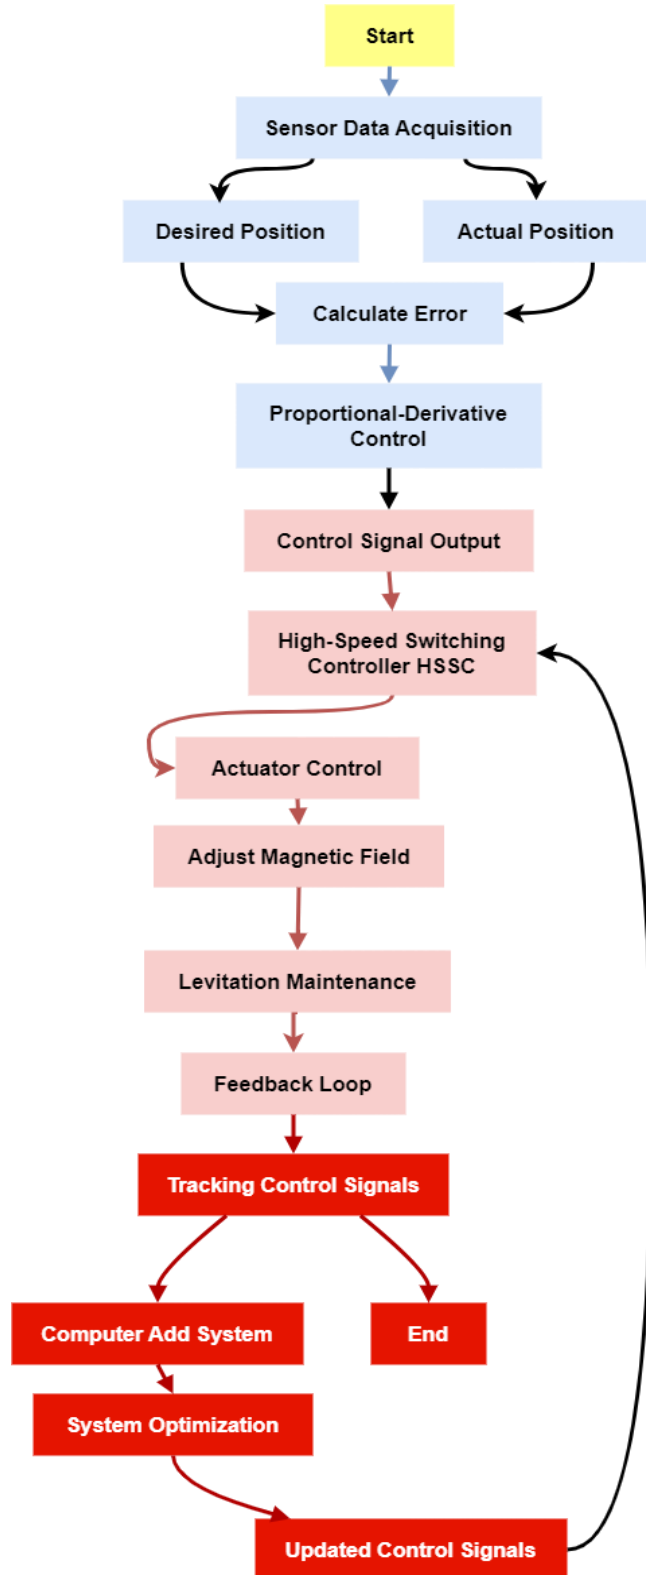 Start
Sensor Data Acquisition
Desired Position
Actual Position
Calculate Error
Proportional-Derivative
Control
Control Signal Output
High-Speed Switching
Controller HSSC
Actuator Control
Adjust Magnetic Field
Levitation Maintenance
Feedback Loop
Tracking Control Signals
Computer Add System
End
System Optimization
Updated Control Signals